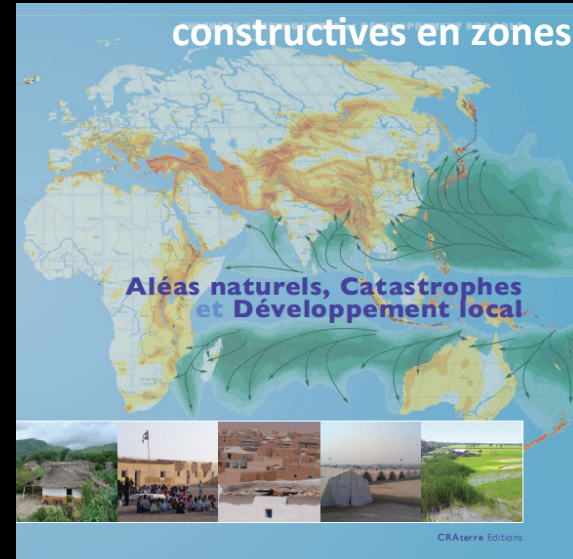 constructives en zones
Aléas naturels, Catastrophes
et Développement local
CRAterre Editions